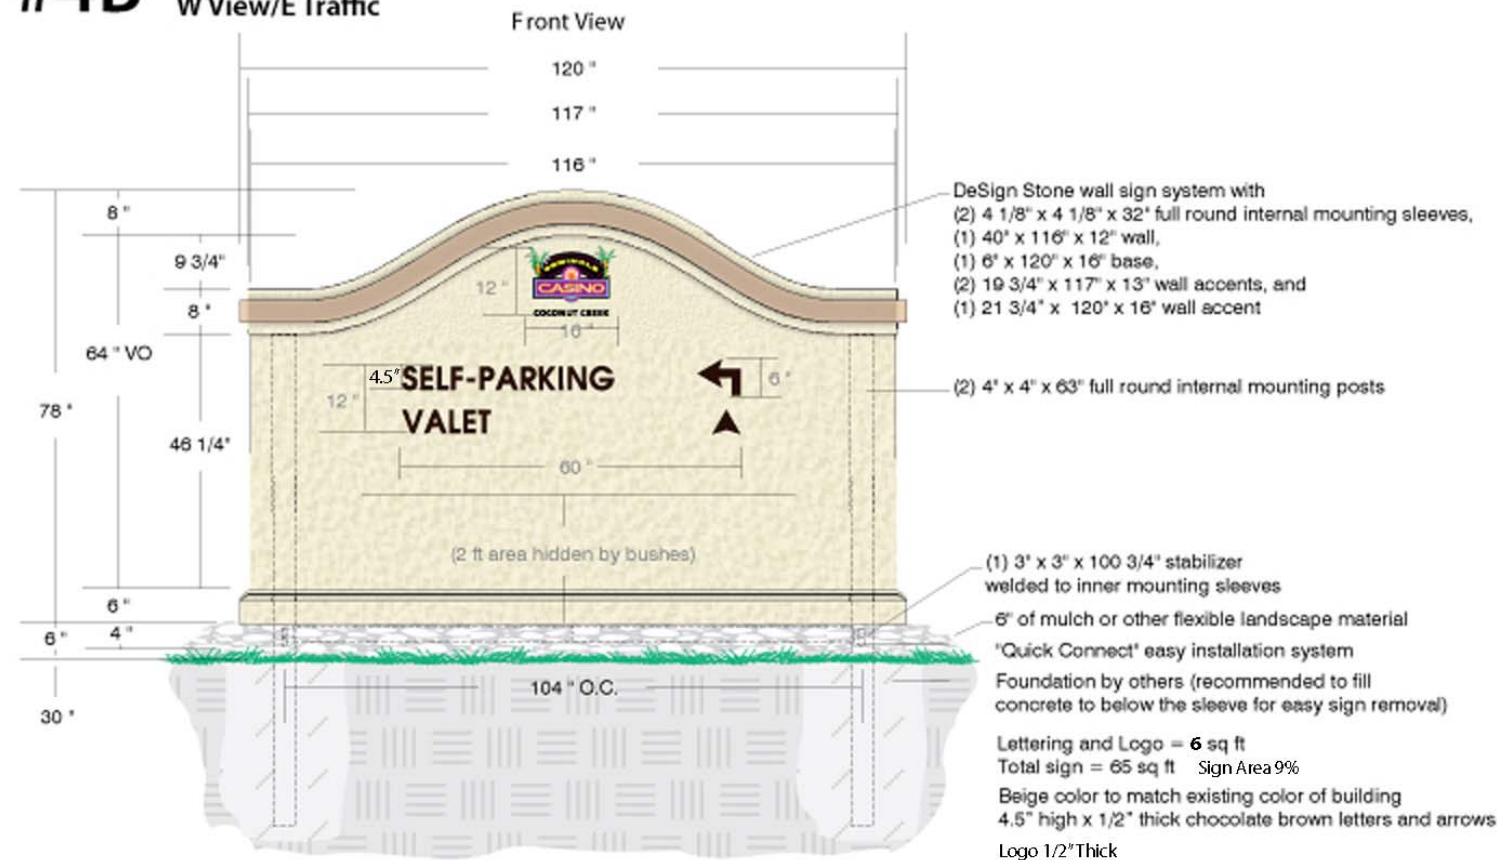 #4D W View/E Traffic
Front View
120 "
117 "
116 "
8 "
9 3/4"
8 "
64 " VO
78 "
46 1/4"
6 "
6 "
4 "
30 "
12 "
SEMINOLE
CASINO
COCONUT CREEK
16 "
4.5" SELF-PARKING
6 "
12 "
VALET
60 "
(2 ft area hidden by bushes)
104 " O.C.
DeSign Stone wall sign system with
(2) 4 1/8" x 4 1/8" x 32" full round internal mounting sleeves,
(1) 40" x 116" x 12" wall,
(1) 6" x 120" x 16" base,
(2) 19 3/4" x 117" x 13" wall accents, and
(1) 21 3/4" x 120" x 16" wall accent
(2) 4" x 4" x 63" full round internal mounting posts
(1) 3" x 3" x 100 3/4" stabilizer
welded to inner mounting sleeves
6" of mulch or other flexible landscape material
"Quick Connect" easy installation system
Foundation by others (recommended to fill
concrete to below the sleeve for easy sign removal)
Lettering and Logo = 6 sq ft
Total sign = 65 sq ft Sign Area 9%
Beige color to match existing color of building
4.5" high x 1/2" thick chocolate brown letters and arrows
Logo 1/2" Thick